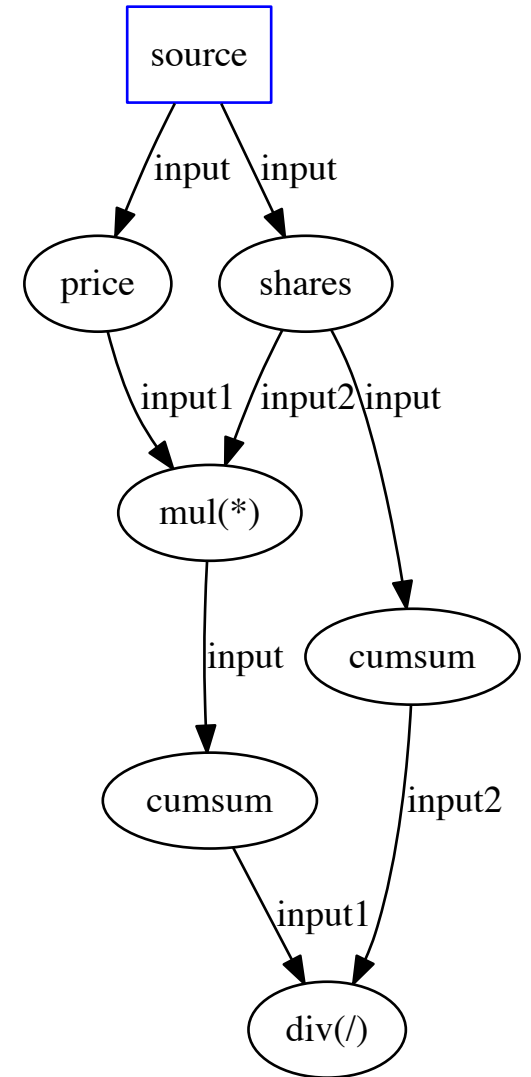 source
input input
price shares
input1 input2 input
mul(*)
input cumsum
cumsum input2
input1
div(/)